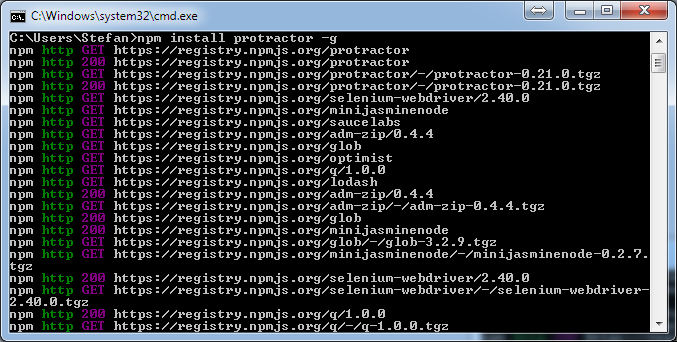 C:\Windows\system32\cmd.exe
C:\Users\Stefan>npm install protractor -g
npm http GET https://registry.npmjs.org/protractor
npm http 200 https://registry.npmjs.org/protractor
npm http GET https://registry.npmjs.org/protractor/-/protractor-0.21.0.tgz
npm http 200 https://registry.npmjs.org/protractor/-/protractor-0.21.0.tgz
npm http GET https://registry.npmjs.org/selenium-webdriver/2.40.0
npm http GET https://registry.npmjs.org/minijasminenode
npm http GET https://registry.npmjs.org/saucelabs
npm http GET https://registry.npmjs.org/adm-zip/0.4.4
npm http GET https://registry.npmjs.org/glob
npm http GET https://registry.npmjs.org/optimist
npm http GET https://registry.npmjs.org/q/1.0.0
npm http GET https://registry.npmjs.org/lodash
npm http 200 https://registry.npmjs.org/adm-zip/0.4.4
npm http GET https://registry.npmjs.org/adm-zip/-/adm-zip-0.4.4.tgz
npm http 200 https://registry.npmjs.org/glob
npm http 200 https://registry.npmjs.org/minijasminenode
npm http GET https://registry.npmjs.org/glob/-/glob-3.2.9.tgz
npm http GET https://registry.npmjs.org/minijasminenode/-/minijasminenode-0.2.7.
tgz
npm http 200 https://registry.npmjs.org/selenium-webdriver/2.40.0
npm http GET https://registry.npmjs.org/selenium-webdriver/-/selenium-webdriver-
2.40.0.tgz
npm http 200 https://registry.npmjs.org/q/1.0.0
npm http GET https://registry.npmjs.org/q/-/q-1.0.0.tgz